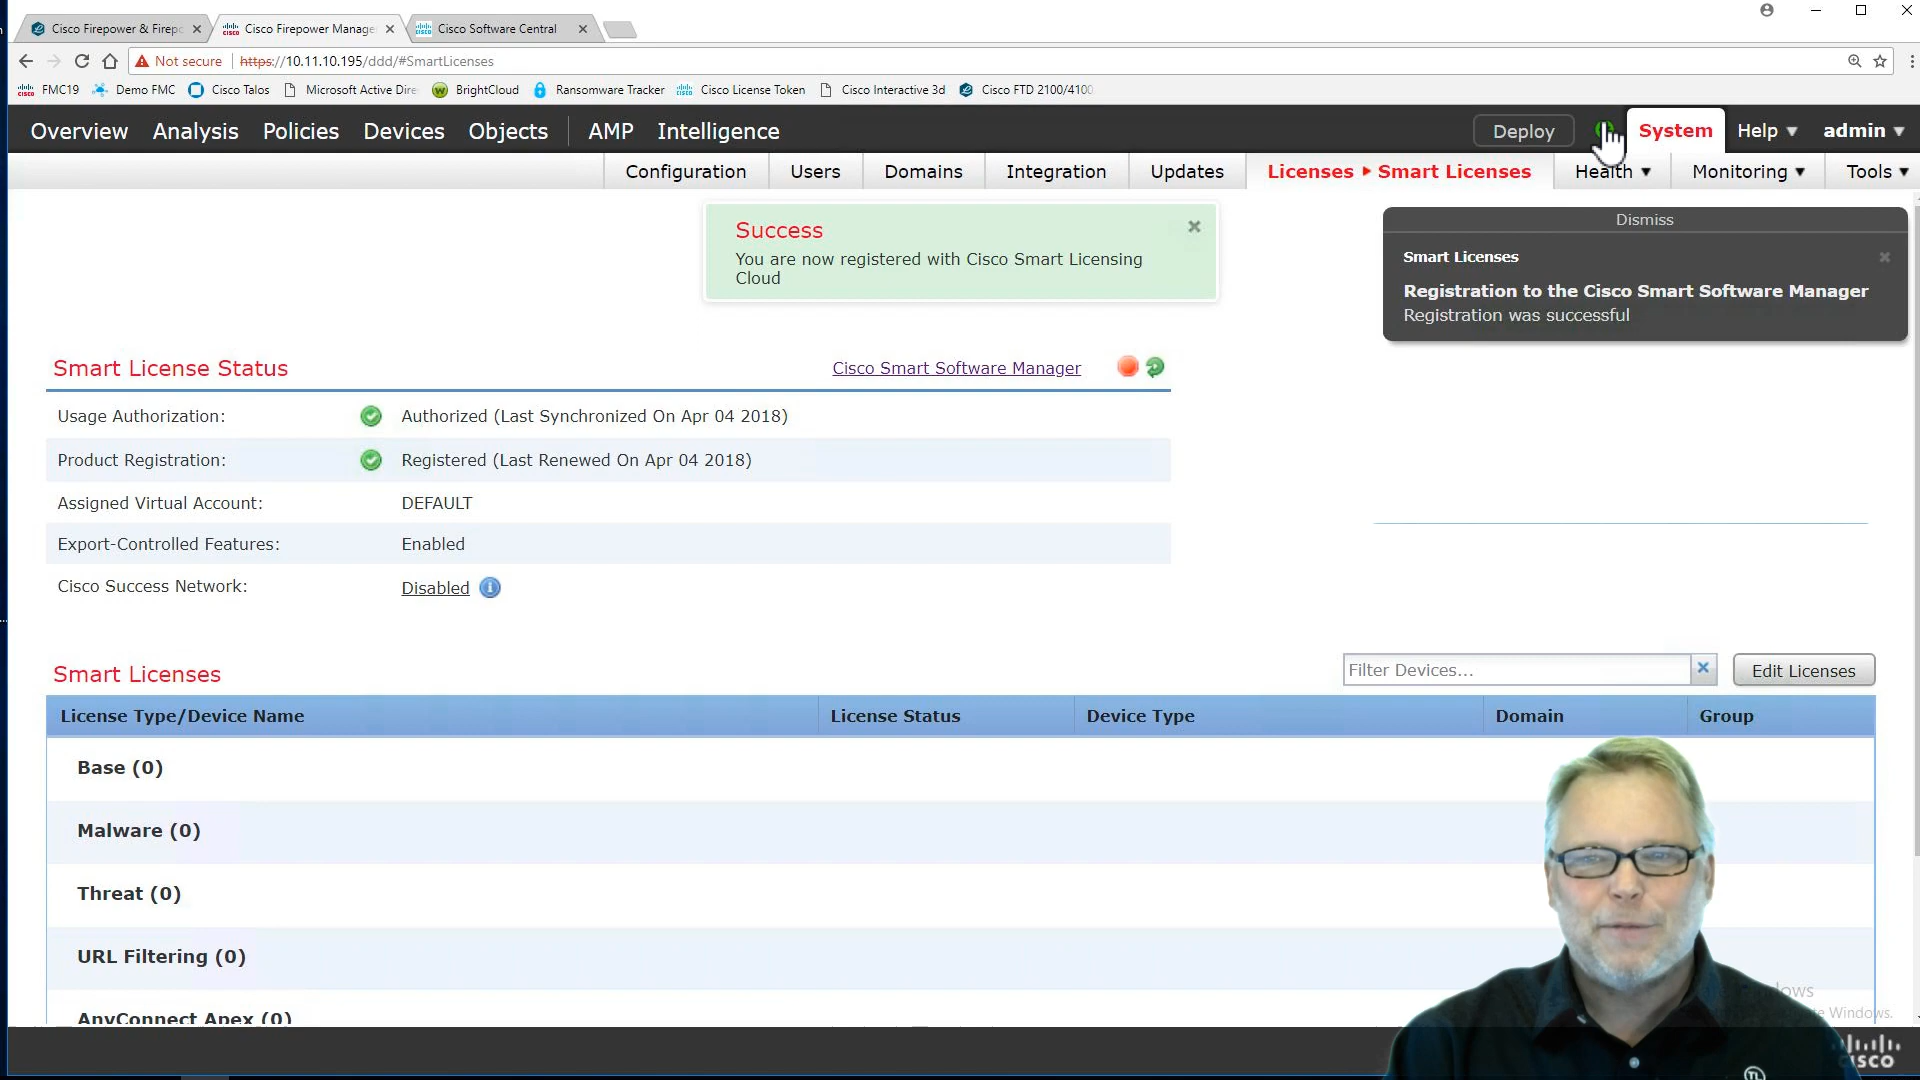 Cisco Firepower & Firep
Cisco Firepower Manage
Cisco Software Central
Not secure
https://10.11.10.195/ddd/#SmartLicenses
FMC19
Demo FMC
Cisco Talos
Microsoft Active Dire
BrightCloud
Ransomware Tracker
Cisco License Token
Cisco Interactive 3d
Cisco FTD 2100/4100
Overview
Analysis
Policies
Devices
Objects
AMP
Intelligence
Deploy
System
Help
admin
Configuration
Users
Domains
Integration
Updates
Licenses
Smart Licenses
Health
Monitoring
Tools
Success
You are now registered with Cisco Smart Licensing
Cloud
Dismiss
Smart Licenses
Registration to the Cisco Smart Software Manager
Registration was successful
Smart License Status
Cisco Smart Software Manager
Usage Authorization:
Authorized (Last Synchronized On Apr 04 2018)
Product Registration:
Registered (Last Renewed On Apr 04 2018)
Assigned Virtual Account:
DEFAULT
Export-Controlled Features:
Enabled
Cisco Success Network:
Disabled
Smart Licenses
Filter Devices...
Edit Licenses
License Type/Device Name
License Status
Device Type
Domain
Group
Base (0)
Malware (0)
Threat (0)
URL Filtering (0)
AnyConnect Apex (0)
Windows.
CISCO
TL